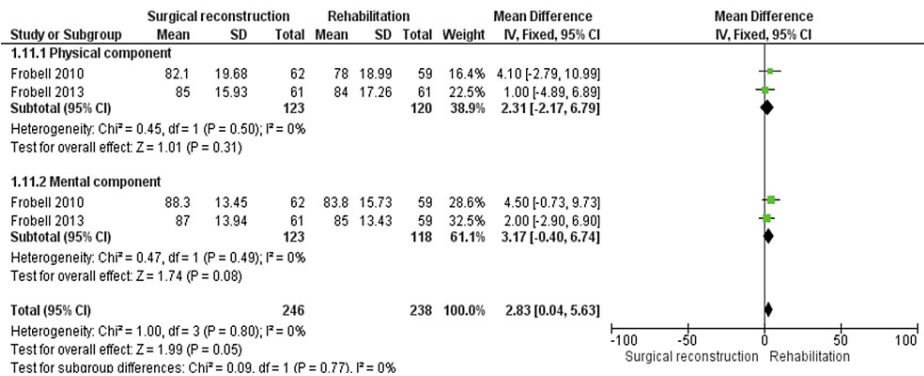 Surgical reconstruction Rehabilitation Mean Difference Mean Difference
Study or Subgroup Mean SD Total Mean SD Total Weight IV, Fixed, 95% CI IV, Fixed, 95% CI
1.11.1 Physical component
Frobell 2010 82.1 19.68 62 78 18.99 59 16.4% 4.10 [-2.79, 10.99]
Frobell 2013 85 15.93 61 84 17.26 61 22.5% 1.00 [-4.89, 6.89]
Subtotal (95% CI) 123 120 38.9% 2.31 [-2.17, 6.79]
Heterogeneity: Chi² = 0.45, df = 1 (P = 0.50); I² = 0%
Test for overall effect: Z = 1.01 (P = 0.31)
1.11.2 Mental component
Frobell 2010 88.3 13.45 62 83.8 15.73 59 28.6% 4.50 [-0.73, 9.73]
Frobell 2013 87 13.94 61 85 13.43 59 32.5% 2.00 [-2.90, 6.90]
Subtotal (95% CI) 123 118 61.1% 3.17 [-0.40, 6.74]
Heterogeneity: Chi² = 0.47, df = 1 (P = 0.49); I² = 0%
Test for overall effect: Z = 1.74 (P = 0.08)
Total (95% CI) 246 238 100.0% 2.83 [0.04, 5.63]
Heterogeneity: Chi² = 1.00, df = 3 (P = 0.80); I² = 0%
Test for overall effect: Z = 1.99 (P = 0.05)
Test for subgroup differences: Chi² = 0.09, df = 1 (P = 0.77), I² = 0%
-100 -50 0 50 100
Surgical reconstruction Rehabilitation